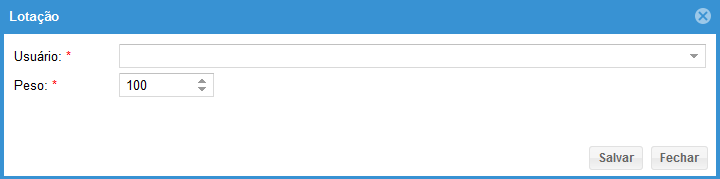 Lotação
Usuário: *
Peso: * 100
Salvar Fechar